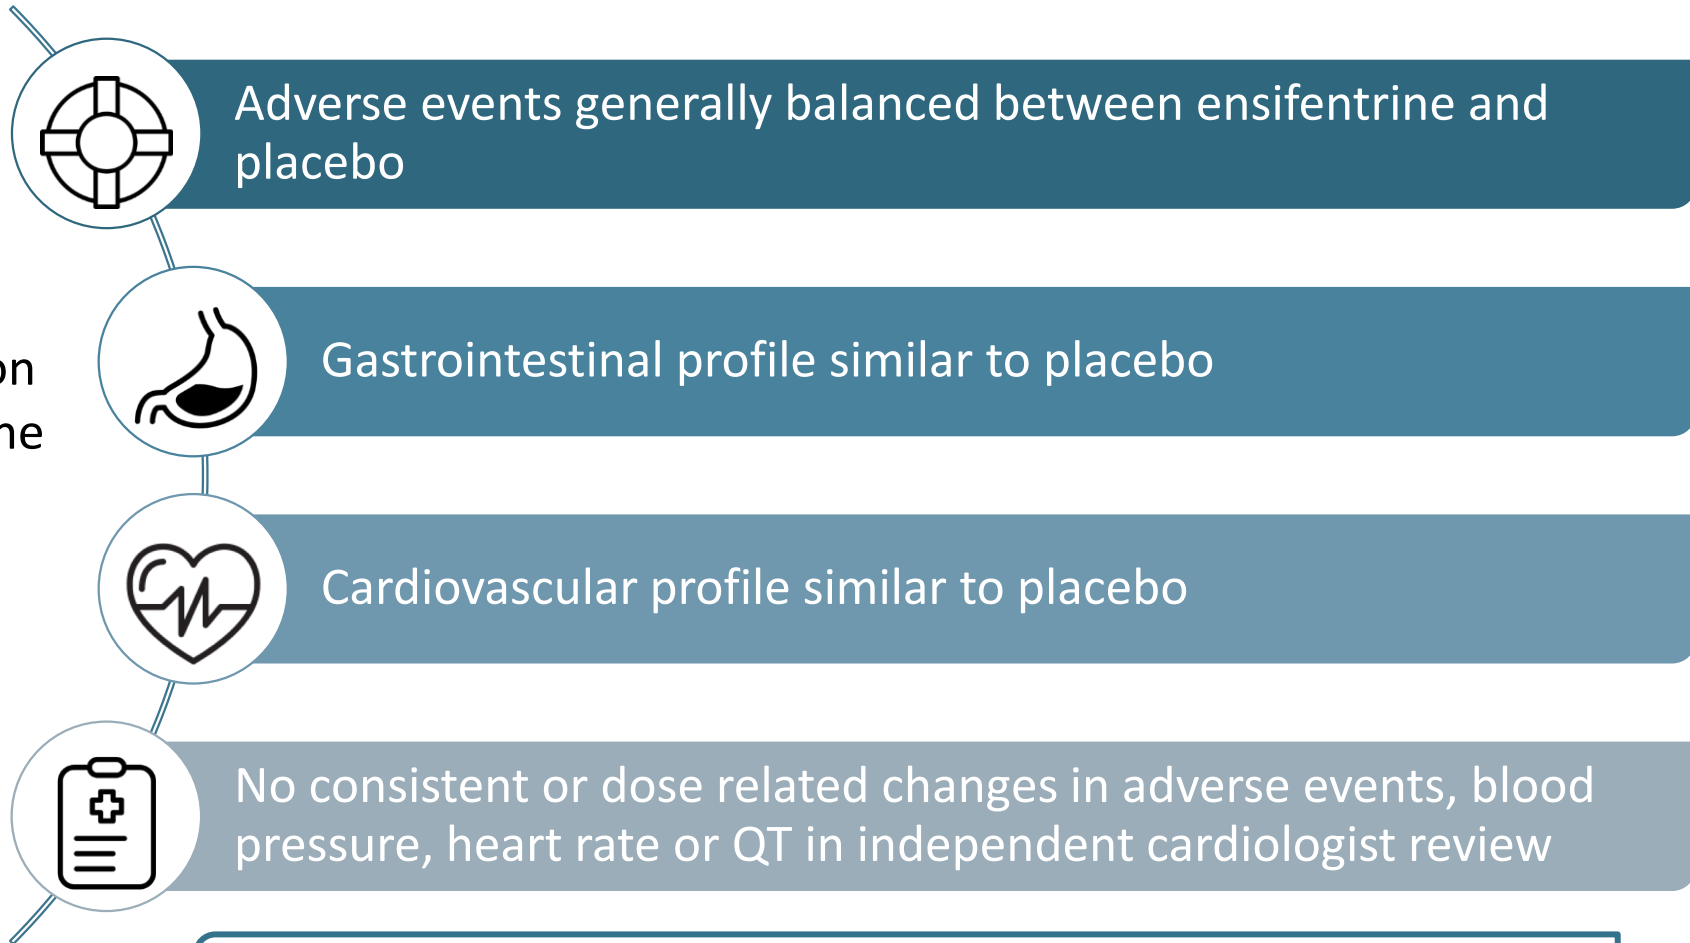 Adverse events generally balanced between ensifentrine and
placebo
Gastrointestinal profile similar to placebo
Cardiovascular profile similar to placebo
No consistent or dose related changes in adverse events, blood
pressure, heart rate or QT in independent cardiologist review